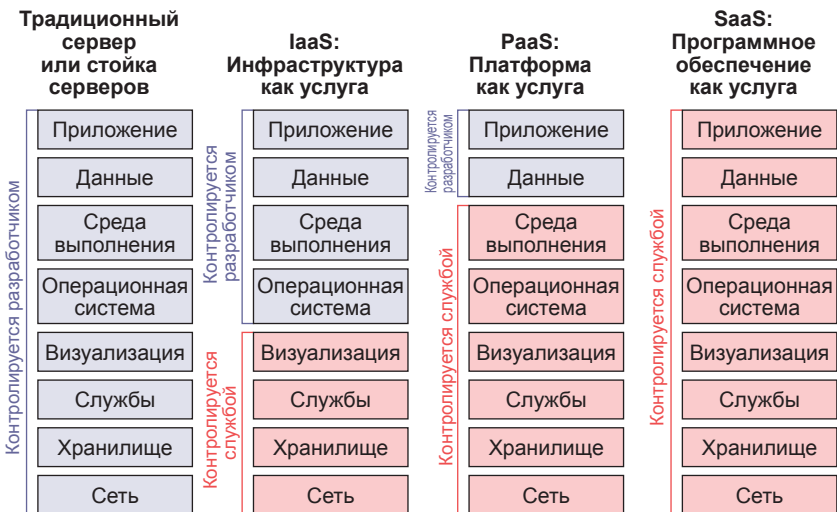 Традиционный
сервер
или стойка
серверов
Контролируется разработчиком
Приложение
Данные
Среда
выполнения
Операционная
система
Визуализация
Службы
Хранилище
Сеть
IaaS:
Инфраструктура
как услуга
Контролируется
разработчиком
Приложение
Данные
Среда
выполнения
Операционная
система
Контролируется
службой
Визуализация
Службы
Хранилище
Сеть
PaaS:
Платформа
как услуга
Контролируется
разработчиком
Приложение
Данные
Контролируется службой
Среда
выполнения
Операционная
система
Визуализация
Службы
Хранилище
Сеть
SaaS:
Программное
обеспечение
как услуга
Контролируется службой
Приложение
Данные
Среда
выполнения
Операционная
система
Визуализация
Службы
Хранилище
Сеть